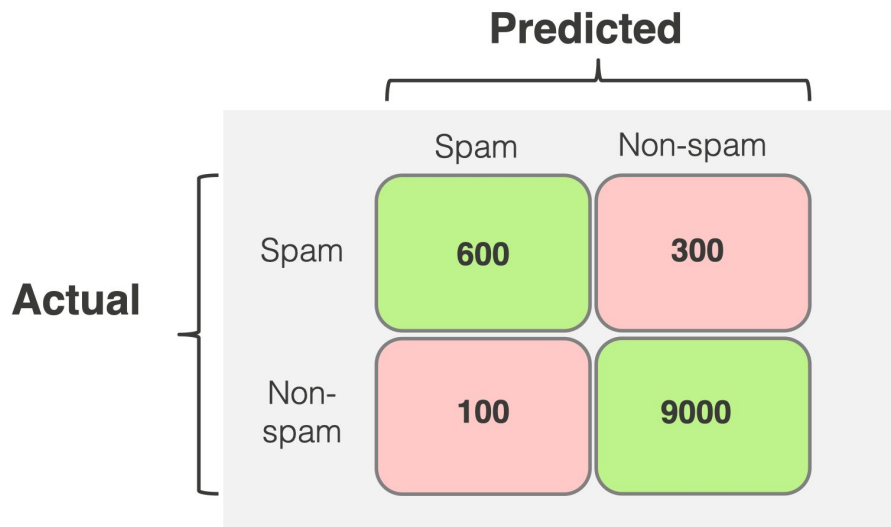 Predicted
Spam Non-spam
Spam 600 300
Actual
Non-
spam 100 9000